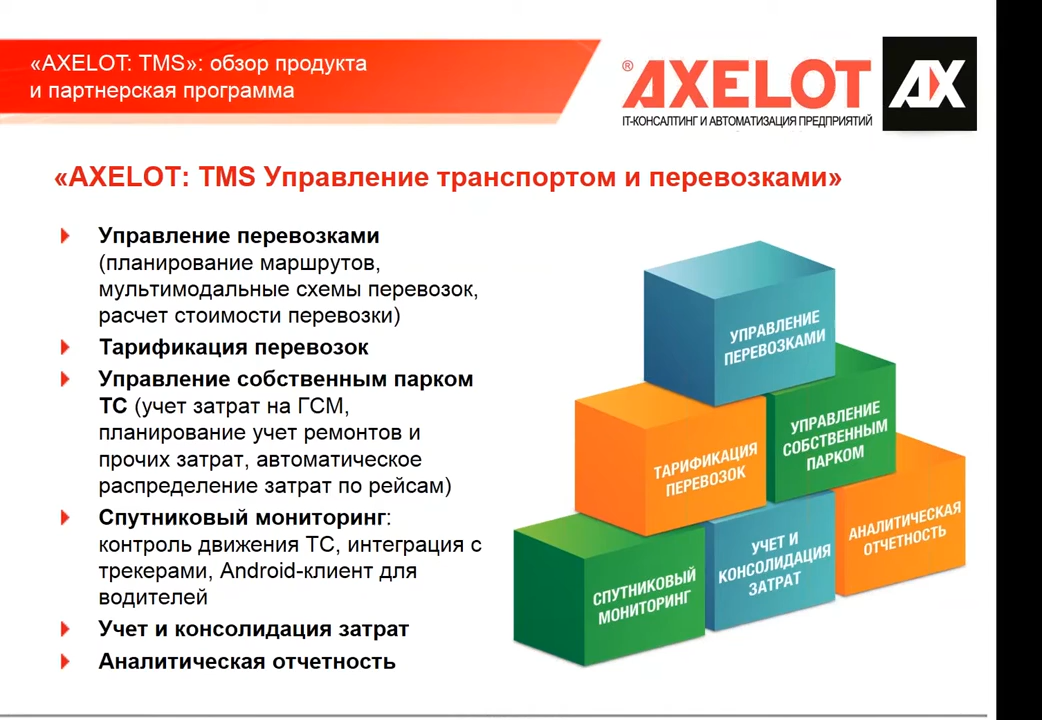 «AXELOT: TMS»: обзор продукта
и партнерская программа
® AXELOT AX
IT-КОНСАЛТИНГ И АВТОМАТИЗАЦИЯ ПРЕДПРИЯТИЙ
«AXELOT: TMS Управление транспортом и перевозками»
Управление перевозками
(планирование маршрутов,
мультимодальные схемы перевозок,
расчет стоимости перевозки)
Тарификация перевозок
Управление собственным парком
ТС (учет затрат на ГСМ,
планирование учет ремонтов и
прочих затрат, автоматическое
распределение затрат по рейсам)
Спутниковый мониторинг:
контроль движения ТС, интеграция с
трекерами, Android-клиент для
водителей
Учет и консолидация затрат
Аналитическая отчетность
УПРАВЛЕНИЕ
ПЕРЕВОЗКАМИ
ТАРИФИКАЦИЯ
ПЕРЕВОЗОК
УПРАВЛЕНИЕ
СОБСТВЕННЫМ
ПАРКОМ
СПУТНИКОВЫЙ
МОНИТОРИНГ
УЧЕТ И
КОНСОЛИДАЦИЯ
ЗАТРАТ
АНАЛИТИЧЕСКАЯ
ОТЧЕТНОСТЬ